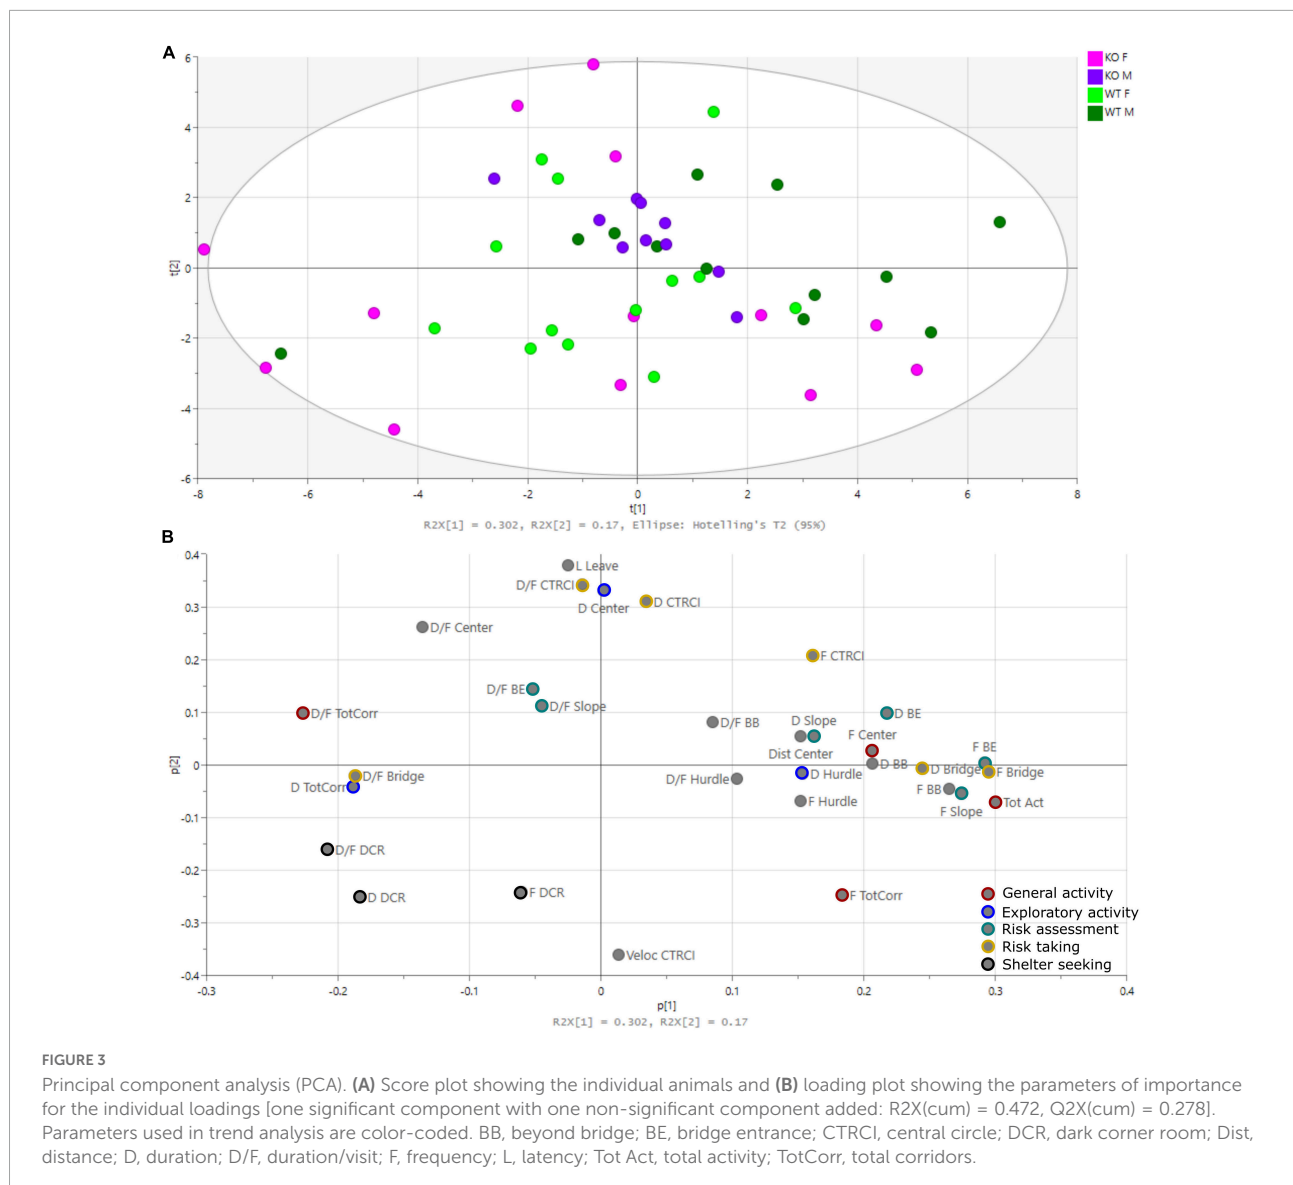 A
KO F
KO M
WT F
WT M
6
4
2
0
-2
-4
-6
t[2]
-8
-6
-4
-2
0
2
4
6
8
t[1]
R2X[1] = 0.302, R2X[2] = 0.17, Ellipse: Hotelling's T2 (95%)
B
0.4
0.3
0.2
0.1
0
-0.1
-0.2
-0.3
-0.4
p[2]
L Leave
D/F CTRCI
D Center
D CTRCI
D/F Center
F CTRCI
D/F BE
D/F Slope
D/F TotCorr
D/F BB
D Slope
D BE
F Center
Dist Center
F BE
D/F Bridge
D TotCorr
D/F Hurdle
D Hurdle
D BB
D Bridge
F Bridge
F BB
F Hurdle
F Slope
Tot Act
D/F DCR
D DCR
F DCR
F TotCorr
Veloc CTRCI
General activity
Exploratory activity
Risk assessment
Risk taking
Shelter seeking
-0.3
-0.2
-0.1
0
0.1
0.2
0.3
0.4
p[1]
R2X[1] = 0.302, R2X[2] = 0.17
FIGURE 3
Principal component analysis (PCA). (A) Score plot showing the individual animals and (B) loading plot showing the parameters of importance
for the individual loadings [one significant component with one non-significant component added: R2X(cum) = 0.472, Q2X(cum) = 0.278].
Parameters used in trend analysis are color-coded. BB, beyond bridge; BE, bridge entrance; CTRCI, central circle; DCR, dark corner room; Dist,
distance; D, duration; D/F, duration/visit; F, frequency; L, latency; Tot Act, total activity; TotCorr, total corridors.